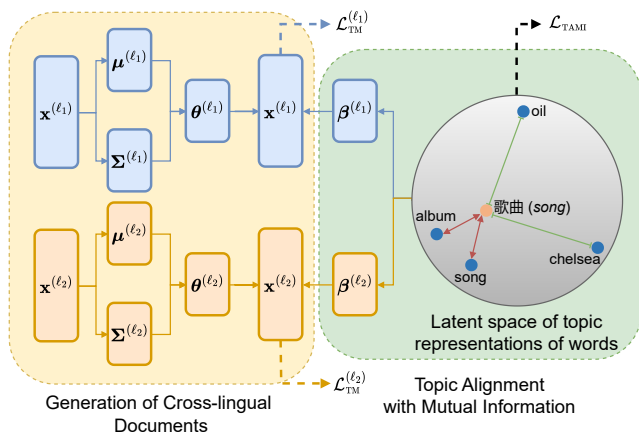 𝓛_TM^(ℓ₁)
𝓛_TAMI
𝐱^(ℓ₁)
𝝁^(ℓ₁)
𝚺^(ℓ₁)
𝜽^(ℓ₁)
𝐱^(ℓ₁)
𝜷^(ℓ₁)
oil
歌曲 (song)
album
song
chelsea
𝐱^(ℓ₂)
𝝁^(ℓ₂)
𝚺^(ℓ₂)
𝜽^(ℓ₂)
𝐱^(ℓ₂)
𝜷^(ℓ₂)
Latent space of topic
representations of words
𝓛_TM^(ℓ₂)
Generation of Cross-lingual
Documents
Topic Alignment
with Mutual Information